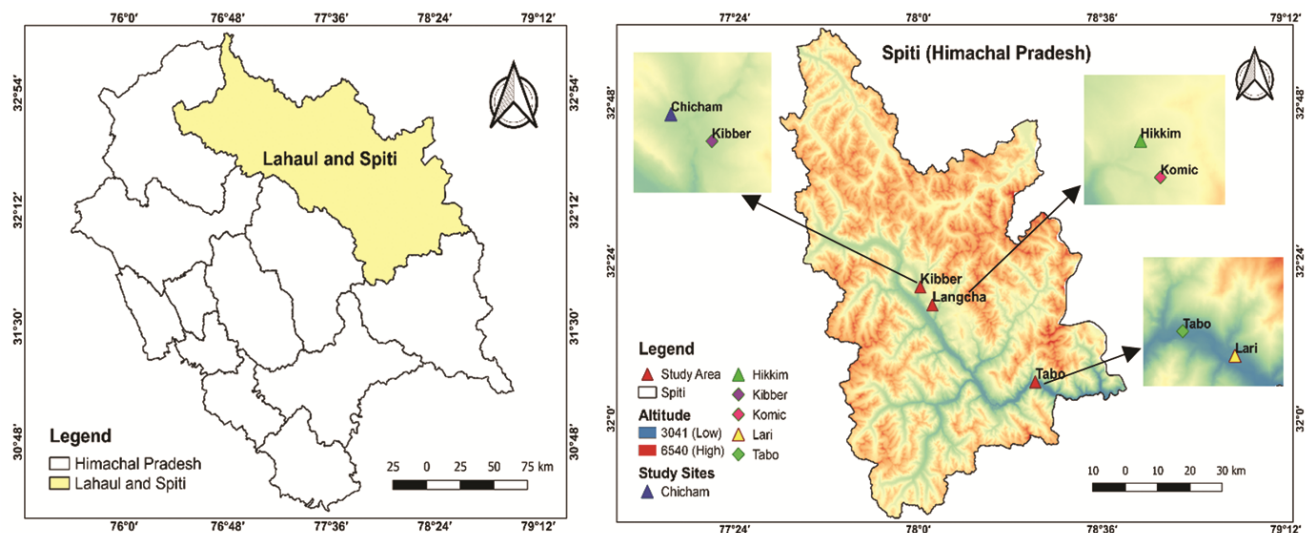 76°0′ 76°48′ 77°36′ 78°24′ 79°12′
32°54′
32°12′
31°30′
30°48′
Lahaul and Spiti
32°54′
32°12′
31°30′
30°48′
Legend
Himachal Pradesh
Lahaul and Spiti
25 0 25 50 75 km
76°0′ 76°48′ 77°36′ 78°24′ 79°12′
77°24′ 78°0′ 78°36′ 79°12′
Spiti (Himachal Pradesh)
32°48′
32°24′
32°0′
Chicham
Kibber
Hikkim
Komic
Kibber
Langcha
Tabo
Tabo
Lari
32°48′
32°24′
32°0′
Legend
Study Area
Spiti
Altitude
3041 (Low)
6540 (High)
Study Sites
Chicham
Hikkim
Kibber
Komic
Lari
Tabo
10 0 10 20 30 km
77°24′ 78°0′ 78°36′ 79°12′